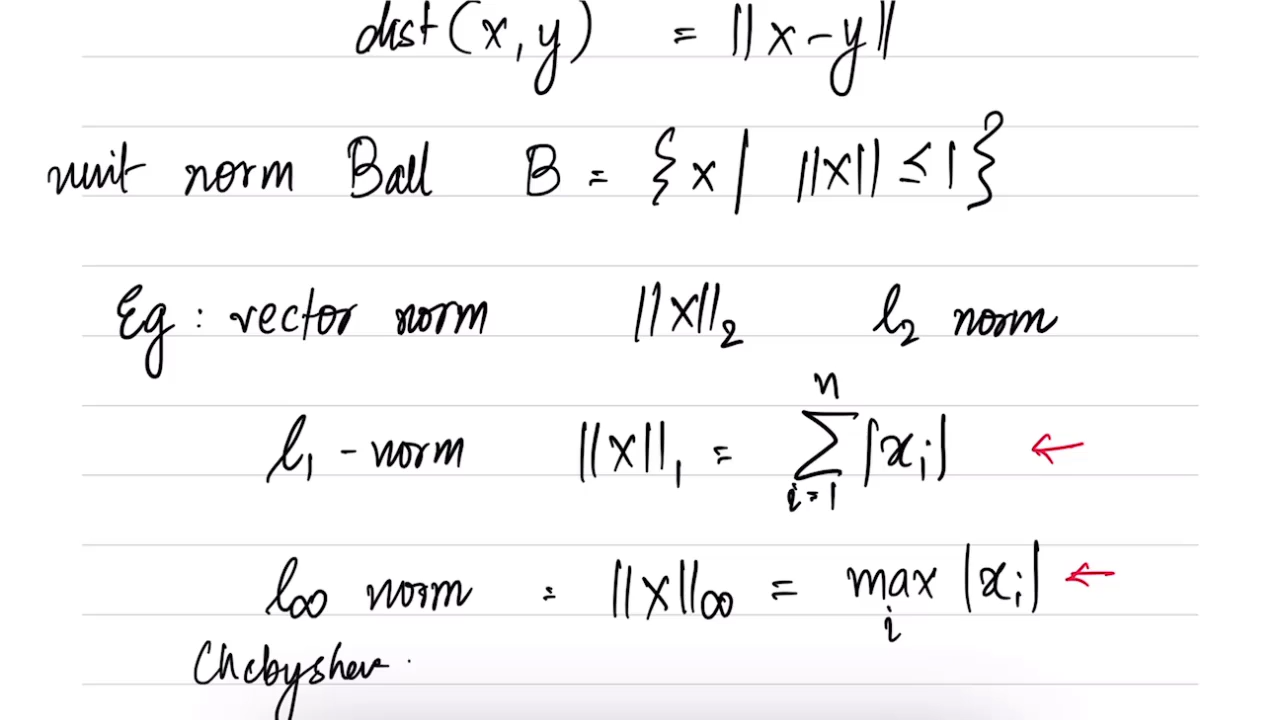 dist(x, y) = ||x-y||
unit norm Ball B = {x | ||x|| ≤ 1}
Eg : vector norm ||x||₂ l₂ norm
l₁ - norm ||x||₁ = ∑ᵢ₌₁ⁿ |xᵢ| ←
l∞ norm = ||x||∞ = maxᵢ |xᵢ| ←
Chebyshev